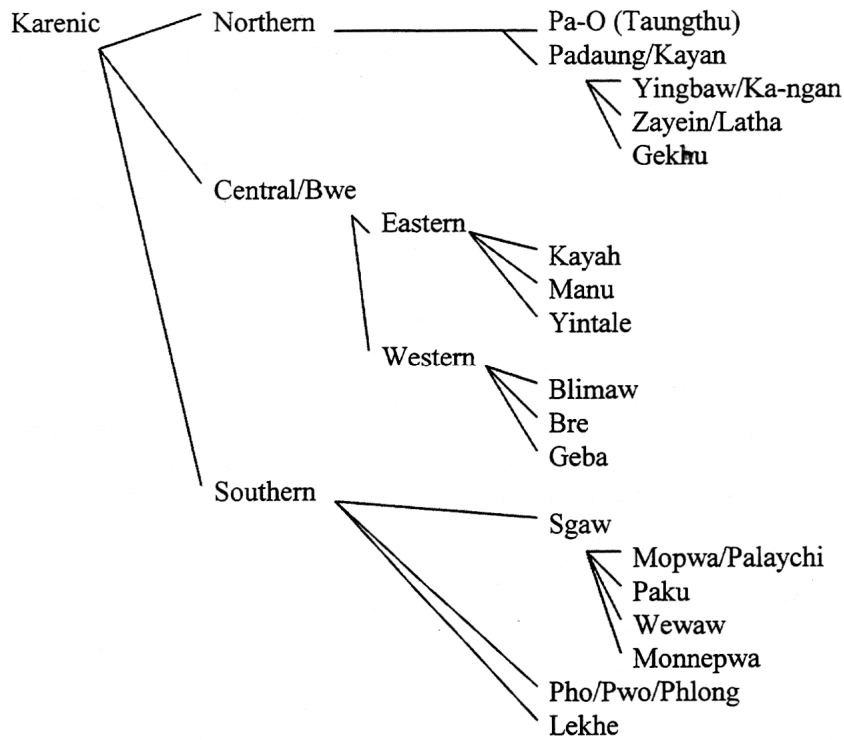 Karenic Northern Pa-O (Taungthu)
Padaung/Kayan
Yingbaw/Ka-ngan
Zayein/Latha
Gekhu
Central/Bwe
Eastern
Kayah
Manu
Yintale
Western
Blimaw
Bre
Geba
Southern
Sgaw
Mopwa/Palaychi
Paku
Wewaw
Monnepwa
Pho/Pwo/Phlong
Lekhe